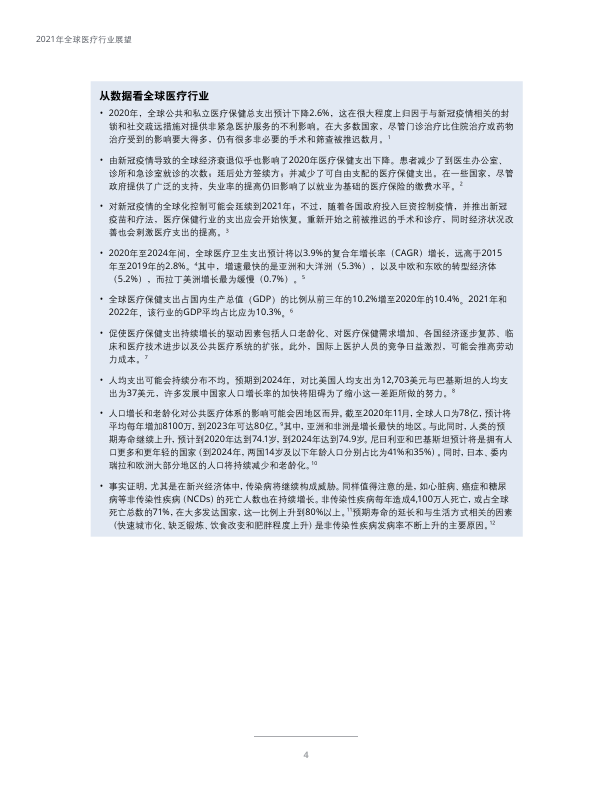 2021年全球医疗行业展望
从数据看全球医疗行业
• 2020年，全球公共和私立医疗保健总支出预计下降2.6%，这在很大程度上归因于与新冠疫情相关的封
锁和社交疏远措施对提供非紧急医护服务的不利影响。在大多数国家，尽管门诊治疗比住院治疗或药物
治疗受到的影响要大得多，仍有很多非必要的手术和筛查被推迟数月。1
• 由新冠疫情导致的全球经济衰退似乎也影响了2020年医疗保健支出下降。患者减少了到医生办公室、
诊所和急诊室就诊的次数；延后处方签续方；并减少了可自由支配的医疗保健支出。在一些国家，尽管
政府提供了广泛的支持，失业率的提高仍旧影响了以就业为基础的医疗保险的缴费水平。2
• 对新冠疫情的全球化控制可能会延续到2021年；不过，随着各国政府投入巨资控制疫情，并推出新冠
疫苗和疗法，医疗保健行业的支出应会开始恢复。重新开始之前被推迟的手术和诊疗，同时经济状况改
善也会刺激医疗支出的提高。3
• 2020年至2024年间，全球医疗卫生支出预计将以3.9%的复合年增长率（CAGR）增长，远高于2015
年至2019年的2.8%。4其中，增速最快的是亚洲和大洋洲（5.3%），以及中欧和东欧的转型经济体
（5.2%），而拉丁美洲增长最为缓慢（0.7%）。5
• 全球医疗保健支出占国内生产总值（GDP）的比例从前三年的10.2%增至2020年的10.4%。2021年和
2022年，该行业的GDP平均占比应为10.3%。6
• 促使医疗保健支出持续增长的驱动因素包括人口老龄化、对医疗保健需求增加、各国经济逐步复苏、临
床和医疗技术进步以及公共医疗系统的扩张。此外，国际上医护人员的竞争日益激烈，可能会推高劳动
力成本。7
• 人均支出可能会持续分布不均。预期到2024年，对比美国人均支出为12,703美元与巴基斯坦的人均支
出为37美元，许多发展中国家人口增长率的加快将阻碍为了缩小这一差距所做的努力。8
• 人口增长和老龄化对公共医疗体系的影响可能会因地区而异。截至2020年11月，全球人口为78亿，预计将
平均每年增加8100万，到2023年可达80亿。9其中，亚洲和非洲是增长最快的地区。与此同时，人类的预
期寿命继续上升，预计到2020年达到74.1岁，到2024年达到74.9岁。尼日利亚和巴基斯坦预计将是拥有人
口更多和更年轻的国家（到2024年，两国14岁及以下年龄人口分别占比为41%和35%）。同时，日本、委内
瑞拉和欧洲大部分地区的人口将持续减少和老龄化。10
• 事实证明，尤其是在新兴经济体中，传染病将继续构成威胁。同样值得注意的是，如心脏病、癌症和糖尿
病等非传染性疾病（NCDs）的死亡人数也在持续增长。非传染性疾病每年造成4,100万人死亡，或占全球
死亡总数的71%，在大多发达国家，这一比例上升到80%以上。11预期寿命的延长和与生活方式相关的因素
（快速城市化、缺乏锻炼、饮食改变和肥胖程度上升）是非传染性疾病发病率不断上升的主要原因。12
4